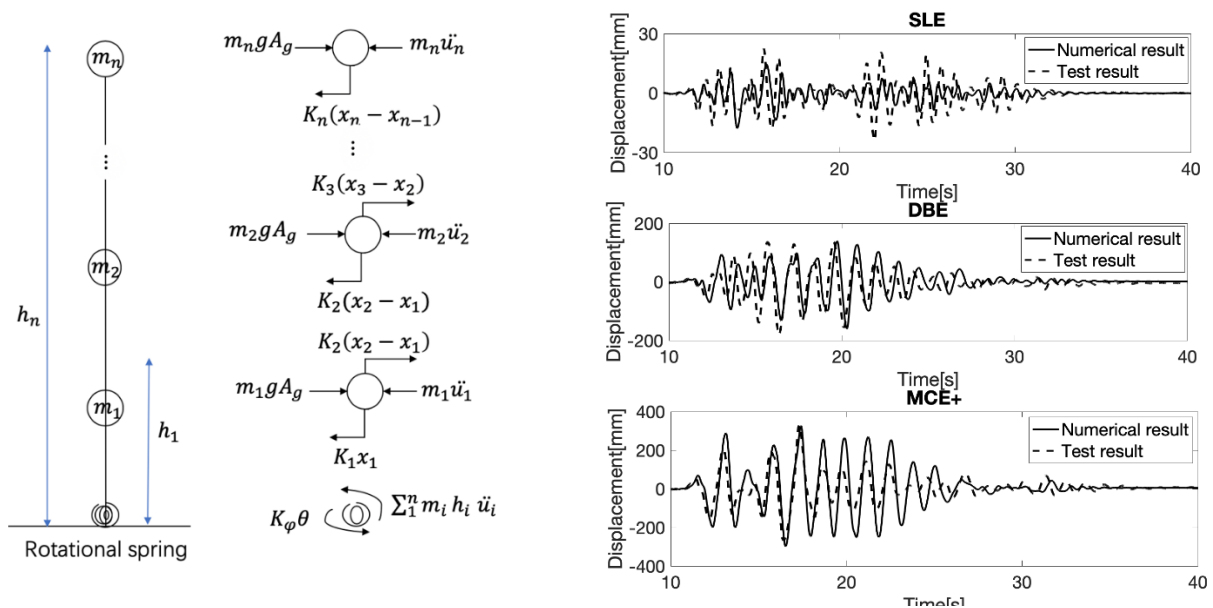 m_n
⋮
m_2
h_n
m_1
h_1
Rotational spring
m_n g A_g
m_n ü_n
K_n(x_n − x_{n−1})
⋮
K_3(x_3 − x_2)
m_2 g A_g
m_2 ü_2
K_2(x_2 − x_1)
K_2(x_2 − x_1)
m_1 g A_g
m_1 ü_1
K_1 x_1
K_φ θ
∑_1^n m_i h_i ü_i
SLE
Displacement[mm]
30
0
-30
Numerical result
Test result
10 20 30 40
Time[s]
DBE
Displacement[mm]
200
0
-200
Numerical result
Test result
10 20 30 40
Time[s]
MCE+
Displacement[mm]
400
200
0
-200
-400
Numerical result
Test result
10 20 30 40
Time[s]